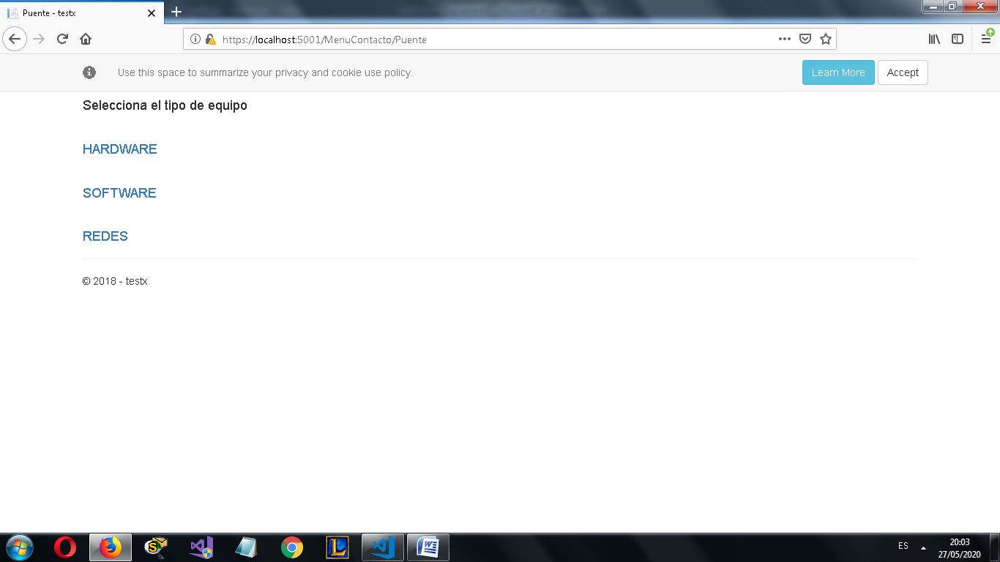 Puente - testx
https://localhost:5001/MenuContacto/Puente
Use this space to summarize your privacy and cookie use policy.
Learn More
Accept
Selecciona el tipo de equipo
HARDWARE
SOFTWARE
REDES
© 2018 - testx
ES
20:03
27/05/2020